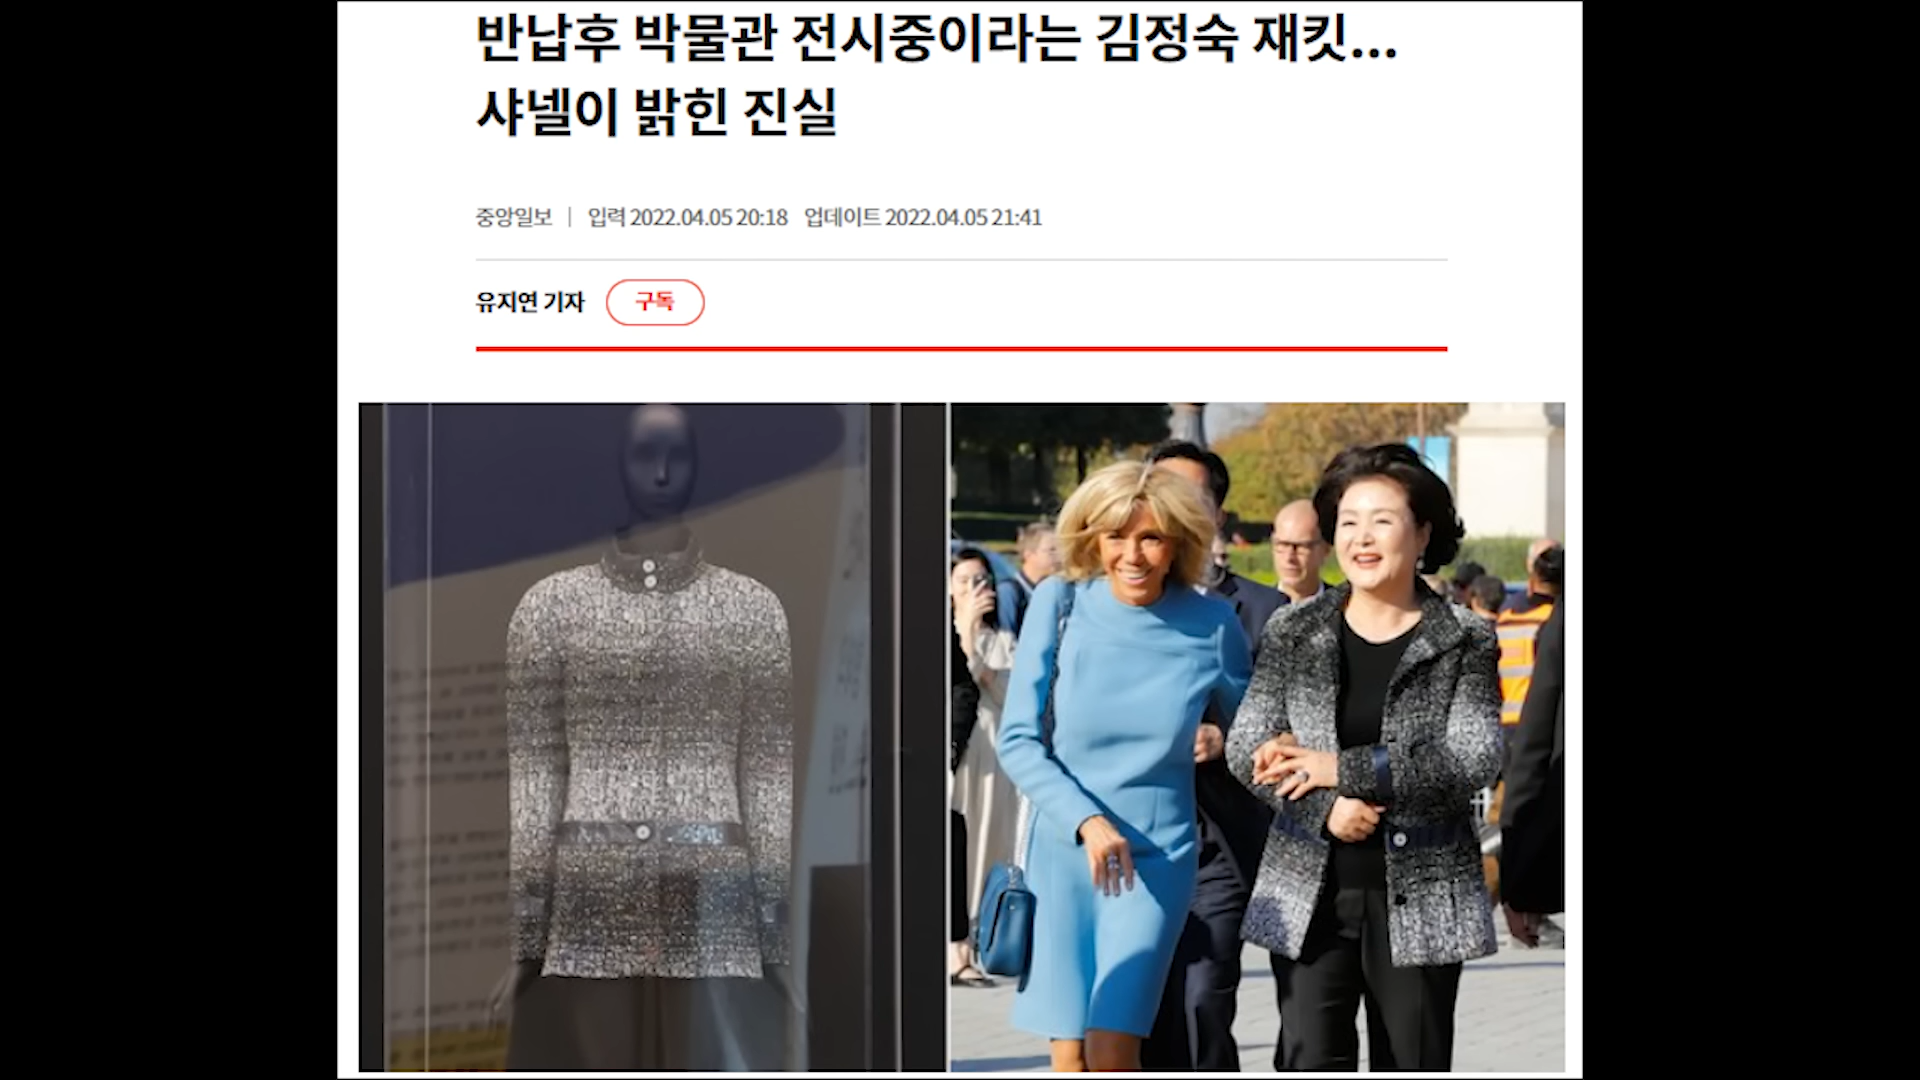 반납후 박물관 전시중이라는 김정숙 재킷...
샤넬이 밝힌 진실
중앙일보 | 입력 2022.04.05 20:18 업데이트 2022.04.05 21:41
유지연 기자 구독